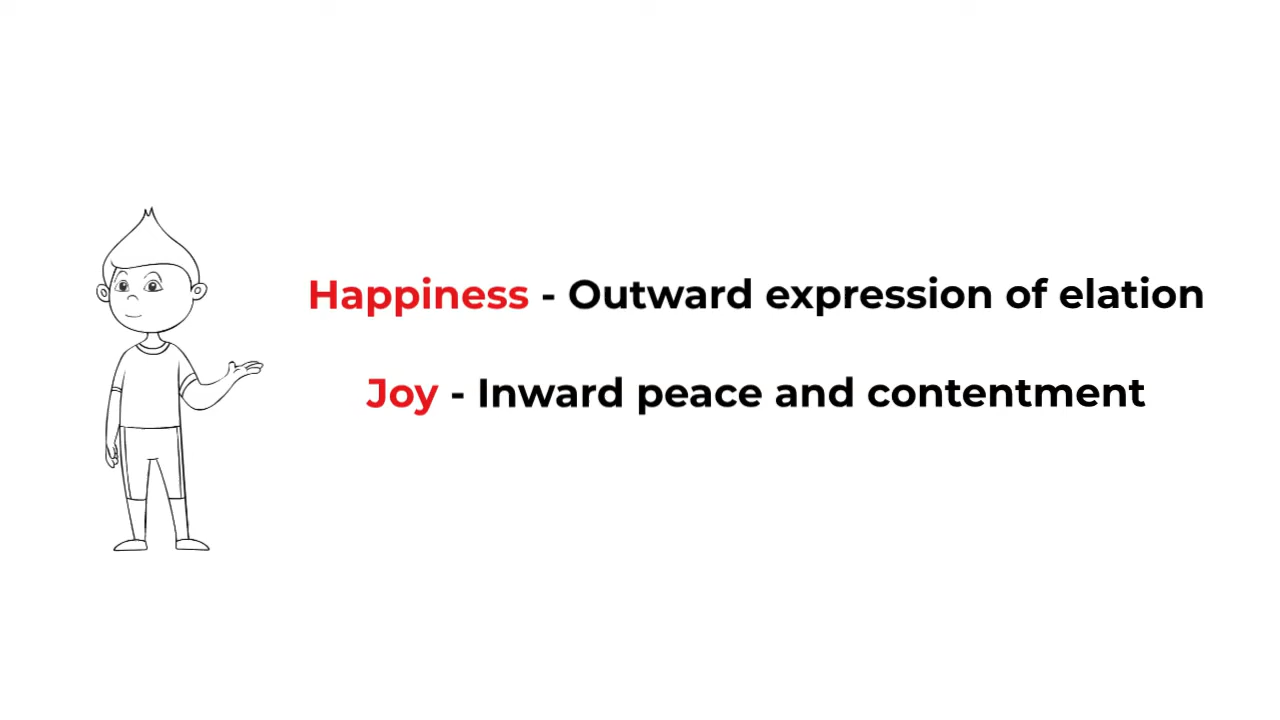 Happiness - Outward expression of elation
Joy - Inward peace and contentment